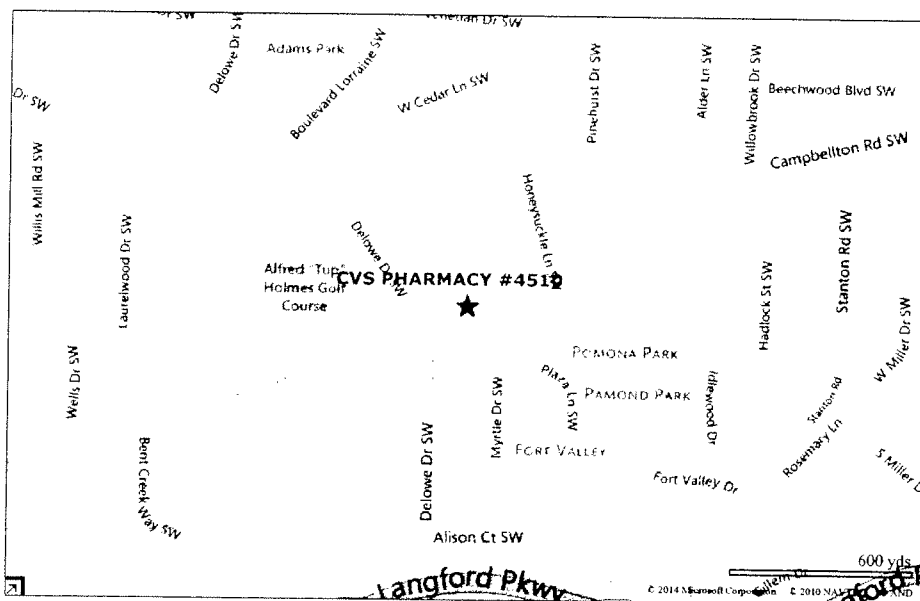 Delowe Dr SW
Adams Park
Boulevard Lorraine SW
W Cedar Ln SW
Pinehurst Dr SW
Alder Ln SW
Willowbrook Dr SW
Beechwood Blvd SW
Dr SW
Campbellton Rd SW
Willis Mill Rd SW
Laurelwood Dr SW
Honeysuckle Ln
Delowe Dr SW
Alfred "Tup"
Holmes Golf
Course
CVS PHARMACY
Hadlock St SW
Stanton Rd SW
W Miller Dr SW
POMONA PARK
Plaza Ln SW
PAMOND PARK
Idlewood Dr
Stanton Rd
Wells Dr SW
Myrtle Dr SW
Delowe Dr SW
FORT VALLEY
Fort Valley Dr
Rosemary Ln
S Miller D
Bent Creek Way SW
Alison Ct SW
Langford Pkwy
600 yds
© 2014 Microsoft Corporation © 2010 NAV
AND